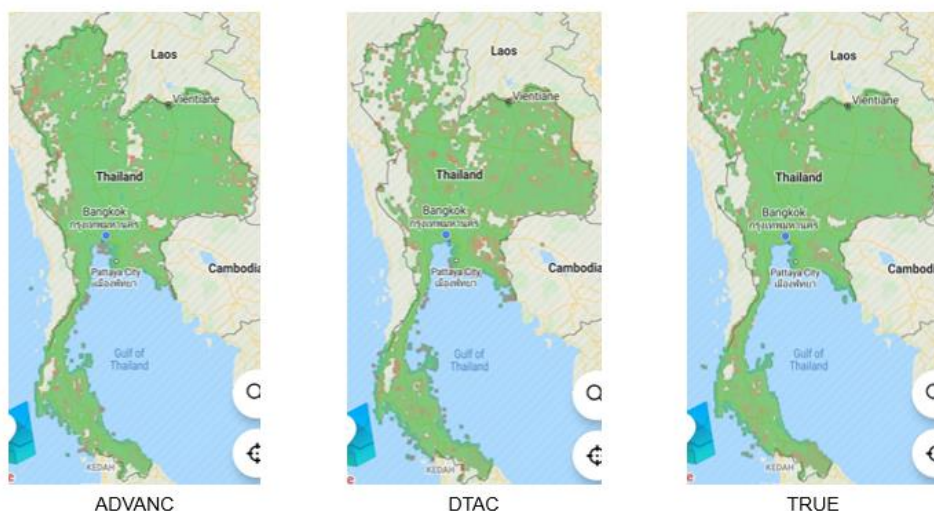 Laos
Vientiane
Thailand
Bangkok
กรุงเทพมหานคร
Pattaya City
เมืองพัทยา
Cambodia
Gulf of
Thailand
KEDAH
e
ADVANC
Laos
Vientiane
Thailand
Bangkok
กรุงเทพมหานคร
Pattaya City
เมืองพัทยา
Cambodia
Gulf of
Thailand
KEDAH
e
DTAC
Laos
Vientiane
Thailand
Bangkok
กรุงเทพมหานคร
Pattaya City
เมืองพัทยา
Cambodia
Gulf of
Thailand
KEDAH
e
TRUE